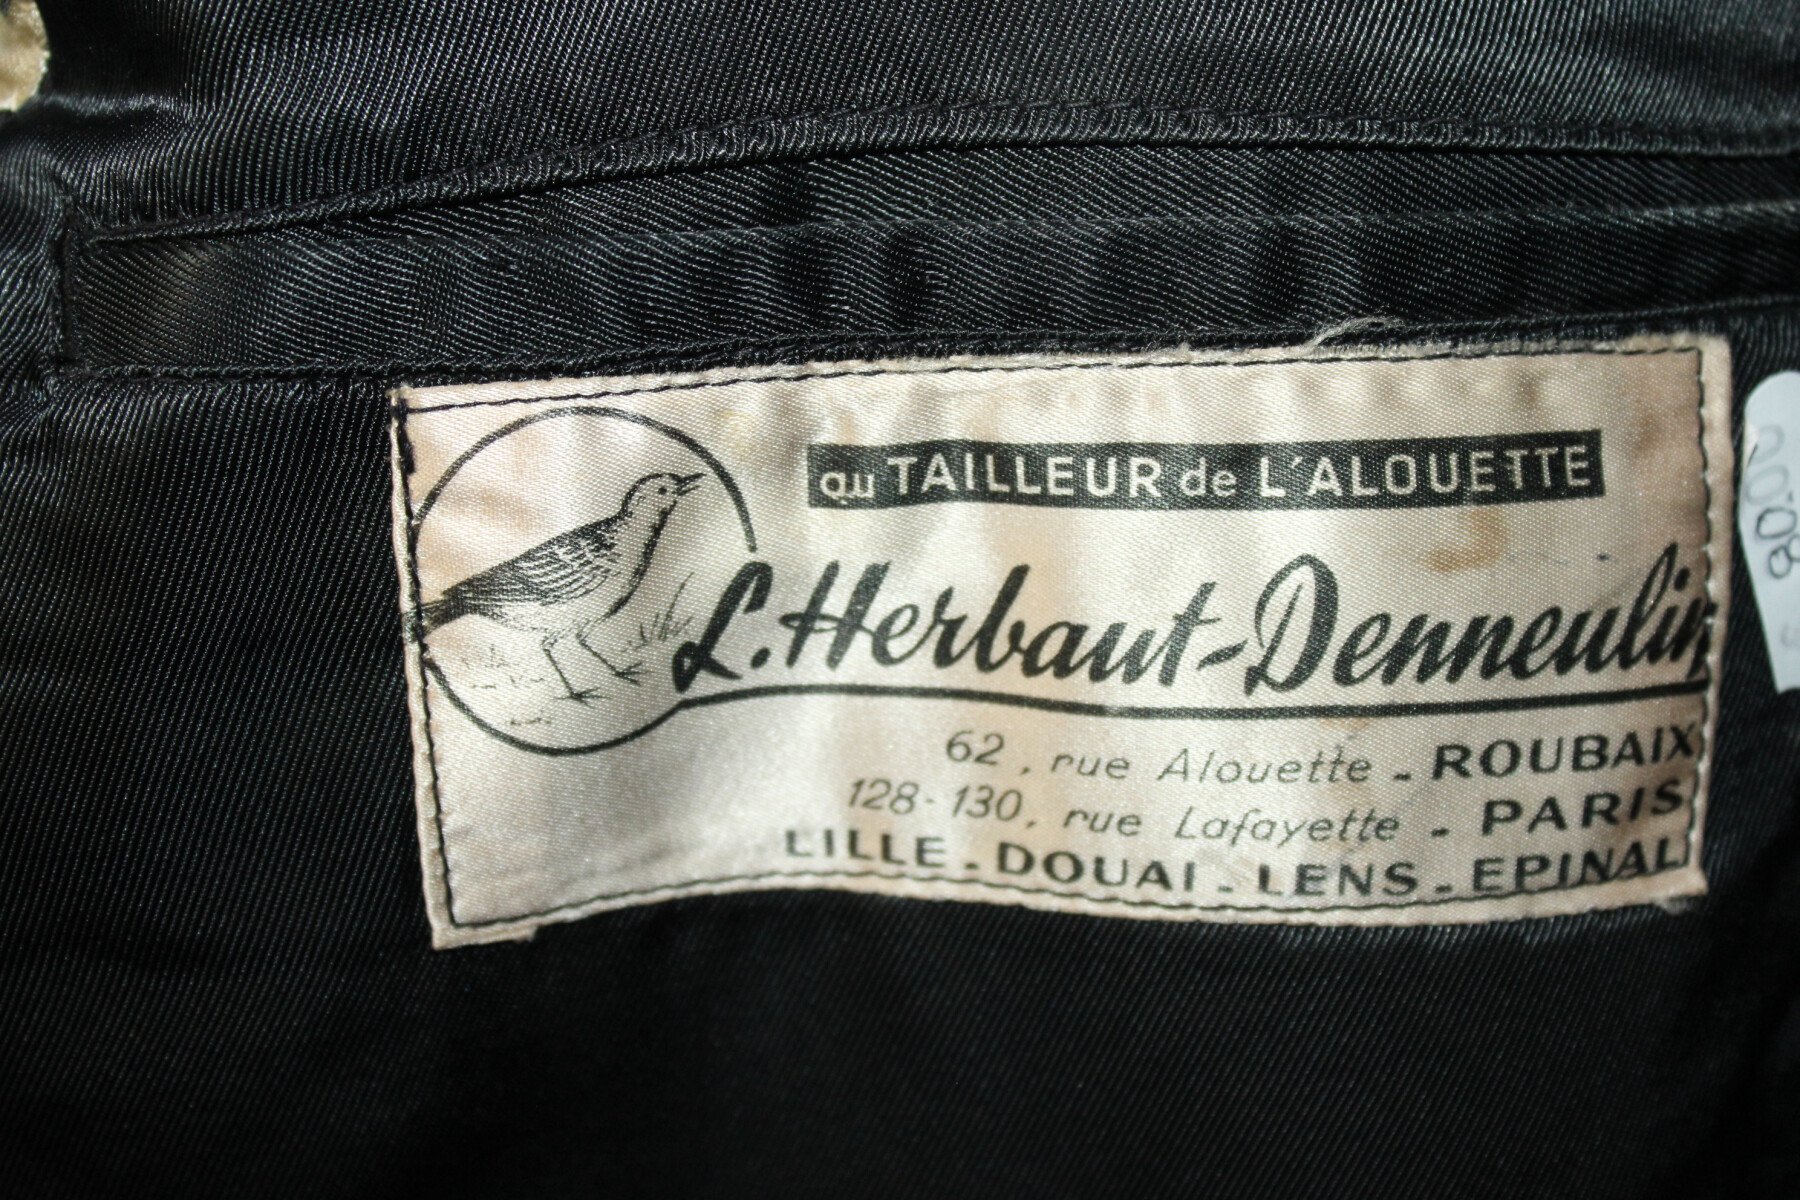 au TAILLEUR de L'ALOUETTE
L. Herbaut-Denneulin
62, rue Alouette - ROUBAIX
128-130, rue Lafayette - PARIS
LILLE - DOUAI - LENS - EPINAL